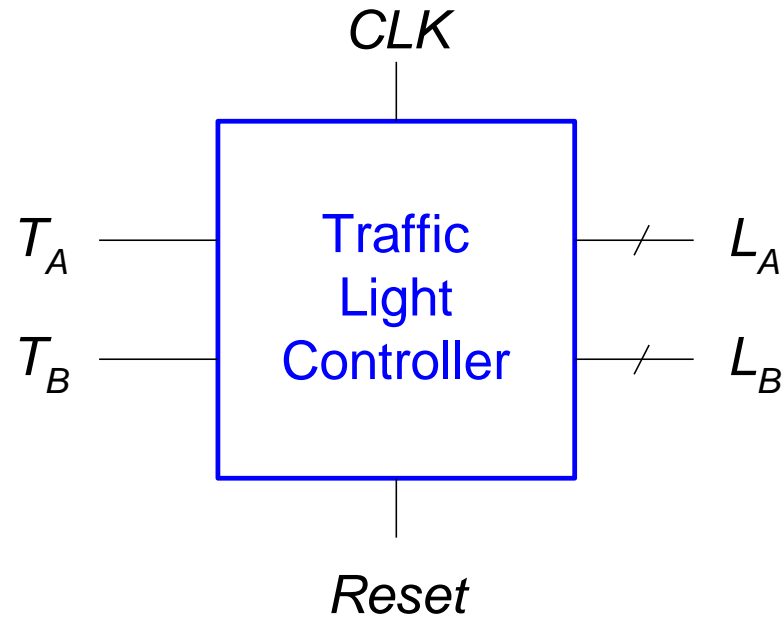 CLK
T_A
Traffic
Light
Controller
L_A
T_B
L_B
Reset